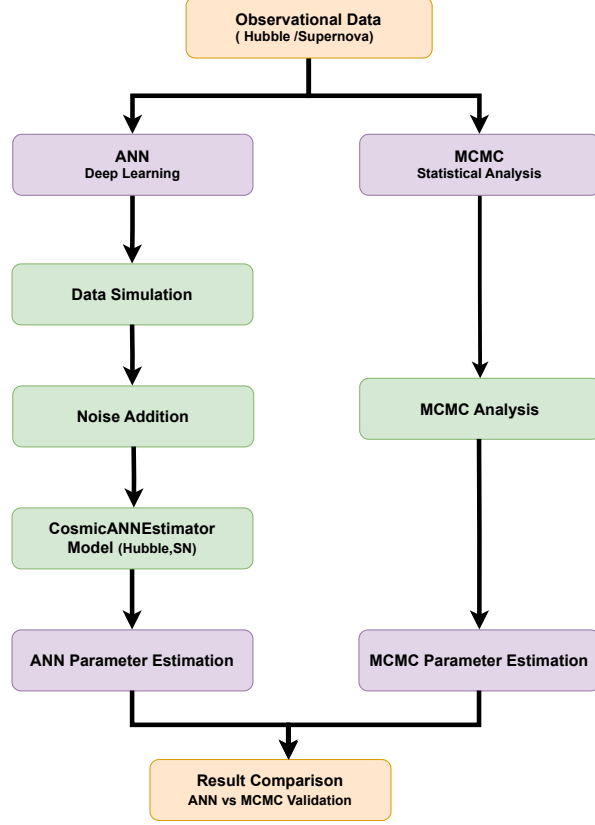 Observational Data
( Hubble /Supernova)
ANN
Deep Learning
MCMC
Statistical Analysis
Data Simulation
Noise Addition
MCMC Analysis
CosmicANNEstimator
Model (Hubble,SN)
ANN Parameter Estimation
MCMC Parameter Estimation
Result Comparison
ANN vs MCMC Validation